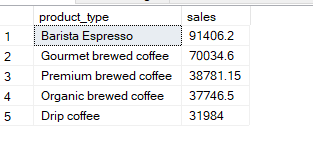 product_type sales
1 Barista Espresso 91406.2
2 Gourmet brewed coffee 70034.6
3 Premium brewed coffee 38781.15
4 Organic brewed coffee 37746.5
5 Drip coffee 31984